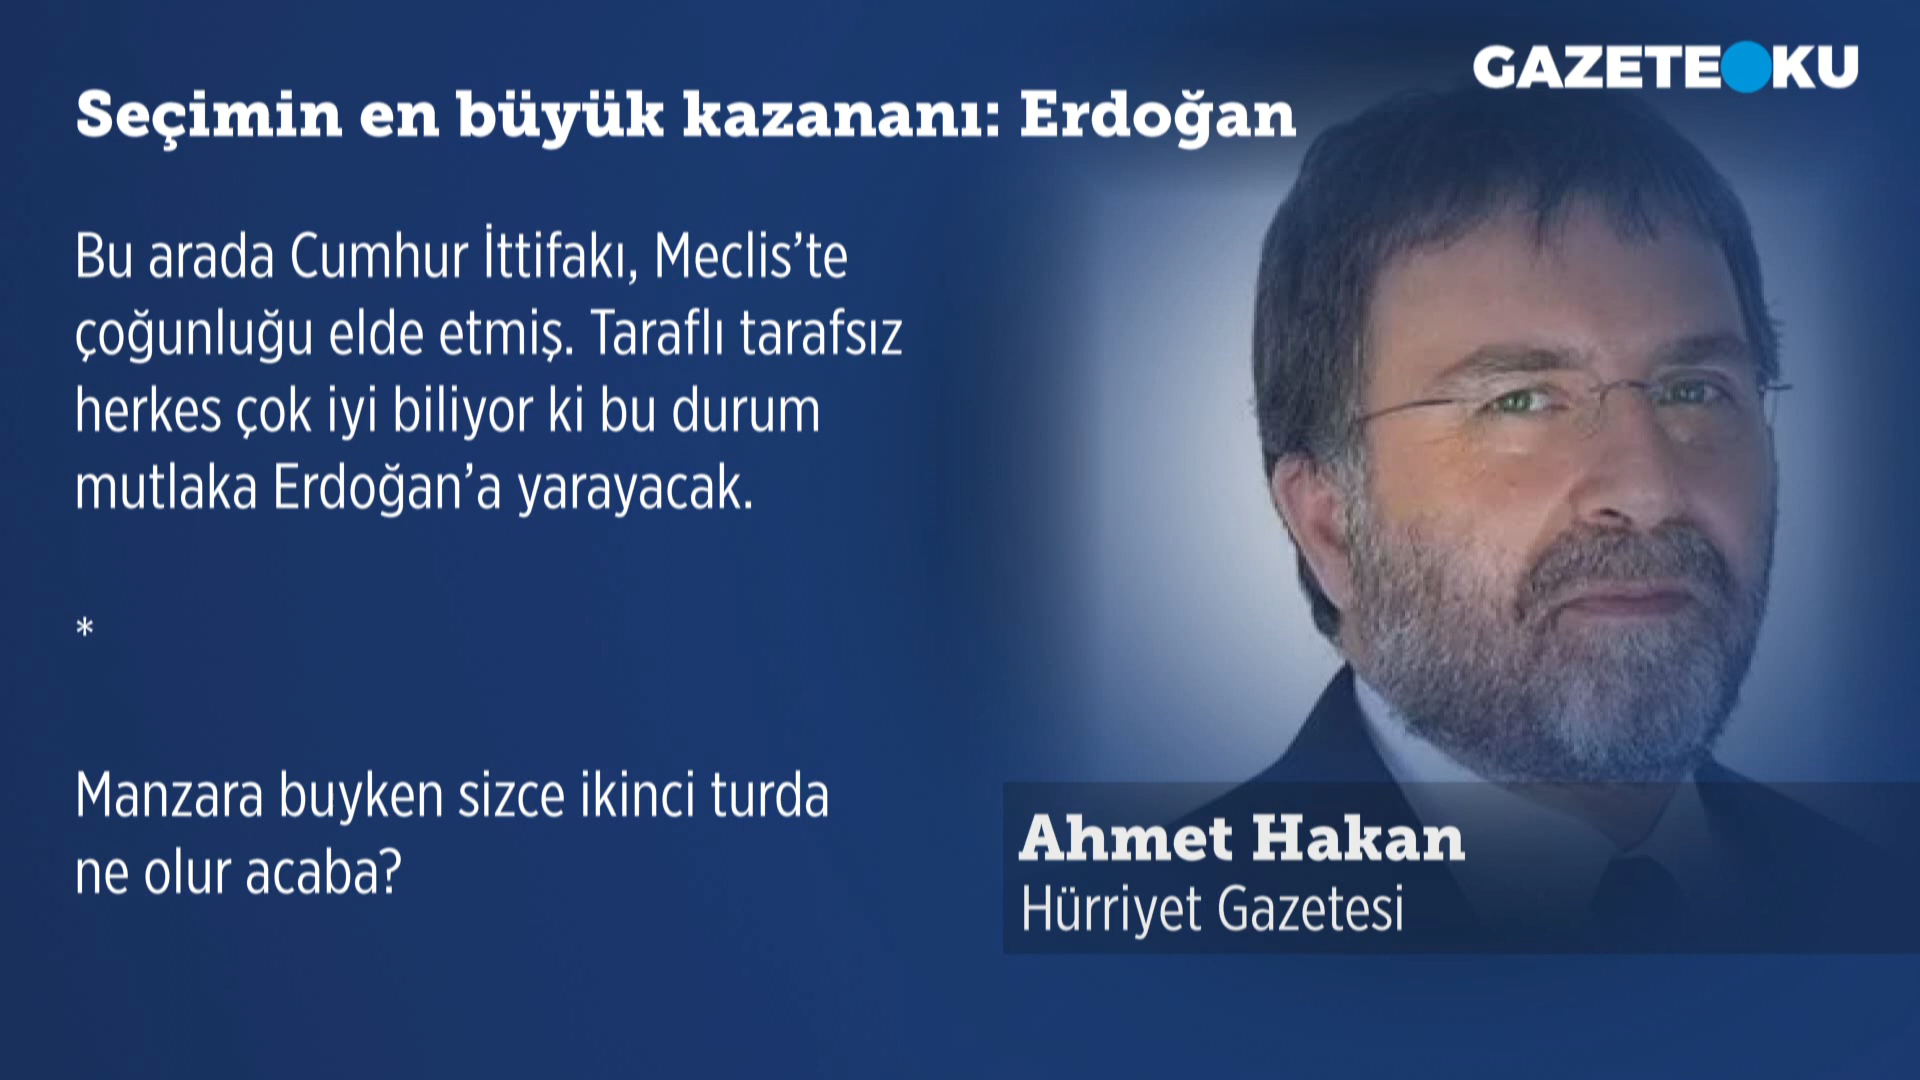 GAZETE OKU
Seçimin en büyük kazananı: Erdoğan
Bu arada Cumhur İttifakı, Meclis’te
çoğunluğu elde etmiş. Taraflı tarafsız
herkes çok iyi biliyor ki bu durum
mutlaka Erdoğan’a yarayacak.
*
Manzara buyken sizce ikinci turda
ne olur acaba?
Ahmet Hakan
Hürriyet Gazetesi